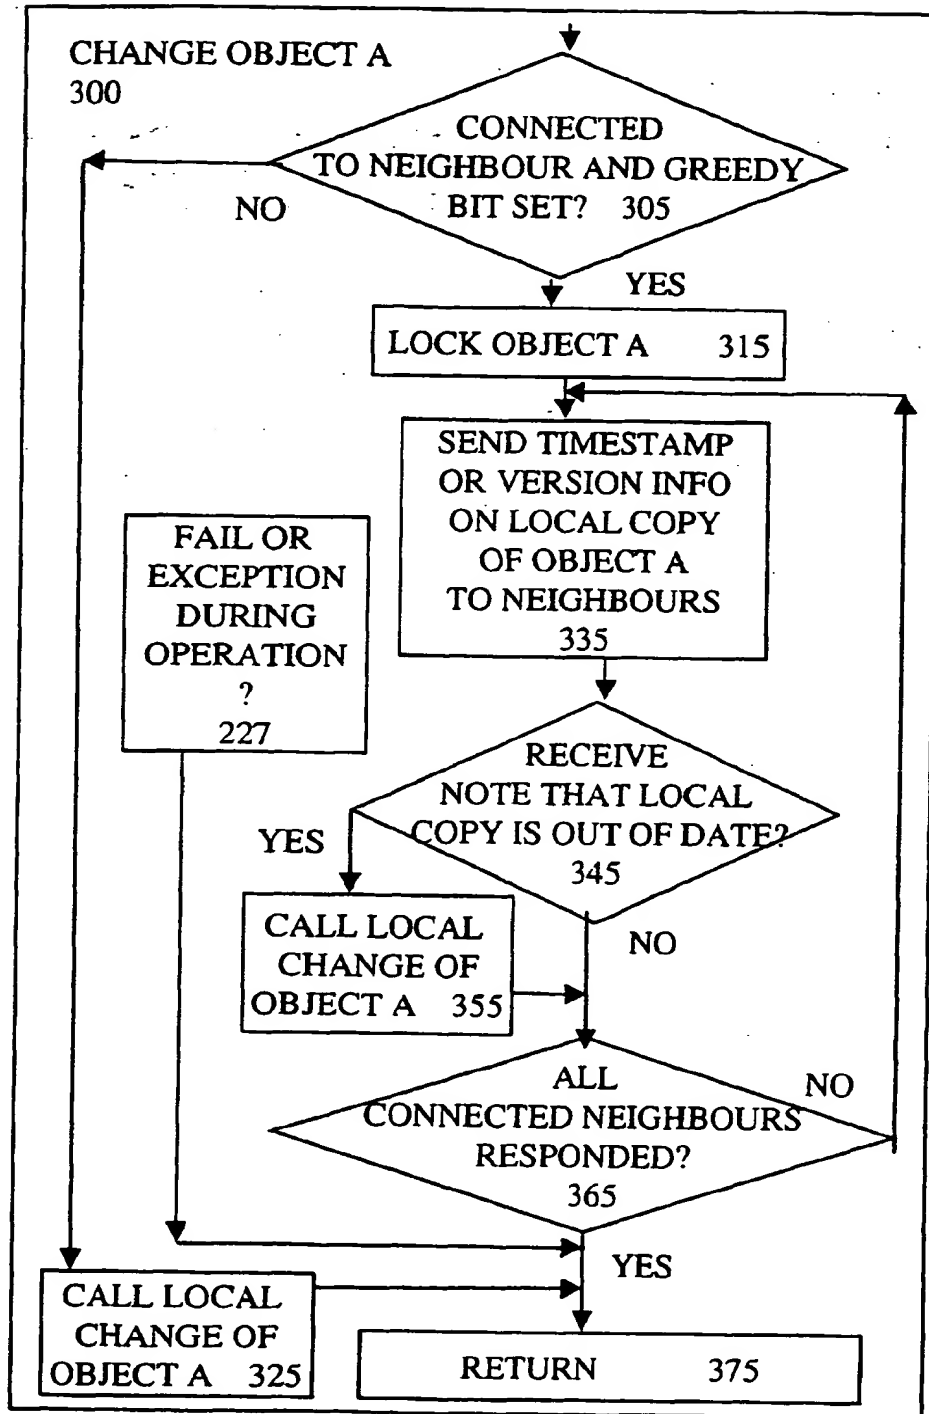 CHANGE OBJECT A
300
CONNECTED
TO NEIGHBOUR AND GREEDY
BIT SET? 305
NO
YES
LOCK OBJECT A 315
SEND TIMESTAMP
OR VERSION INFO
ON LOCAL COPY
OF OBJECT A
TO NEIGHBOURS
335
FAIL OR
EXCEPTION
DURING
OPERATION
?
227
RECEIVE
NOTE THAT LOCAL
COPY IS OUT OF DATE?
345
YES
NO
CALL LOCAL
CHANGE OF
OBJECT A 355
ALL
CONNECTED NEIGHBOURS
RESPONDED?
365
NO
YES
CALL LOCAL
CHANGE OF
OBJECT A 325
RETURN 375